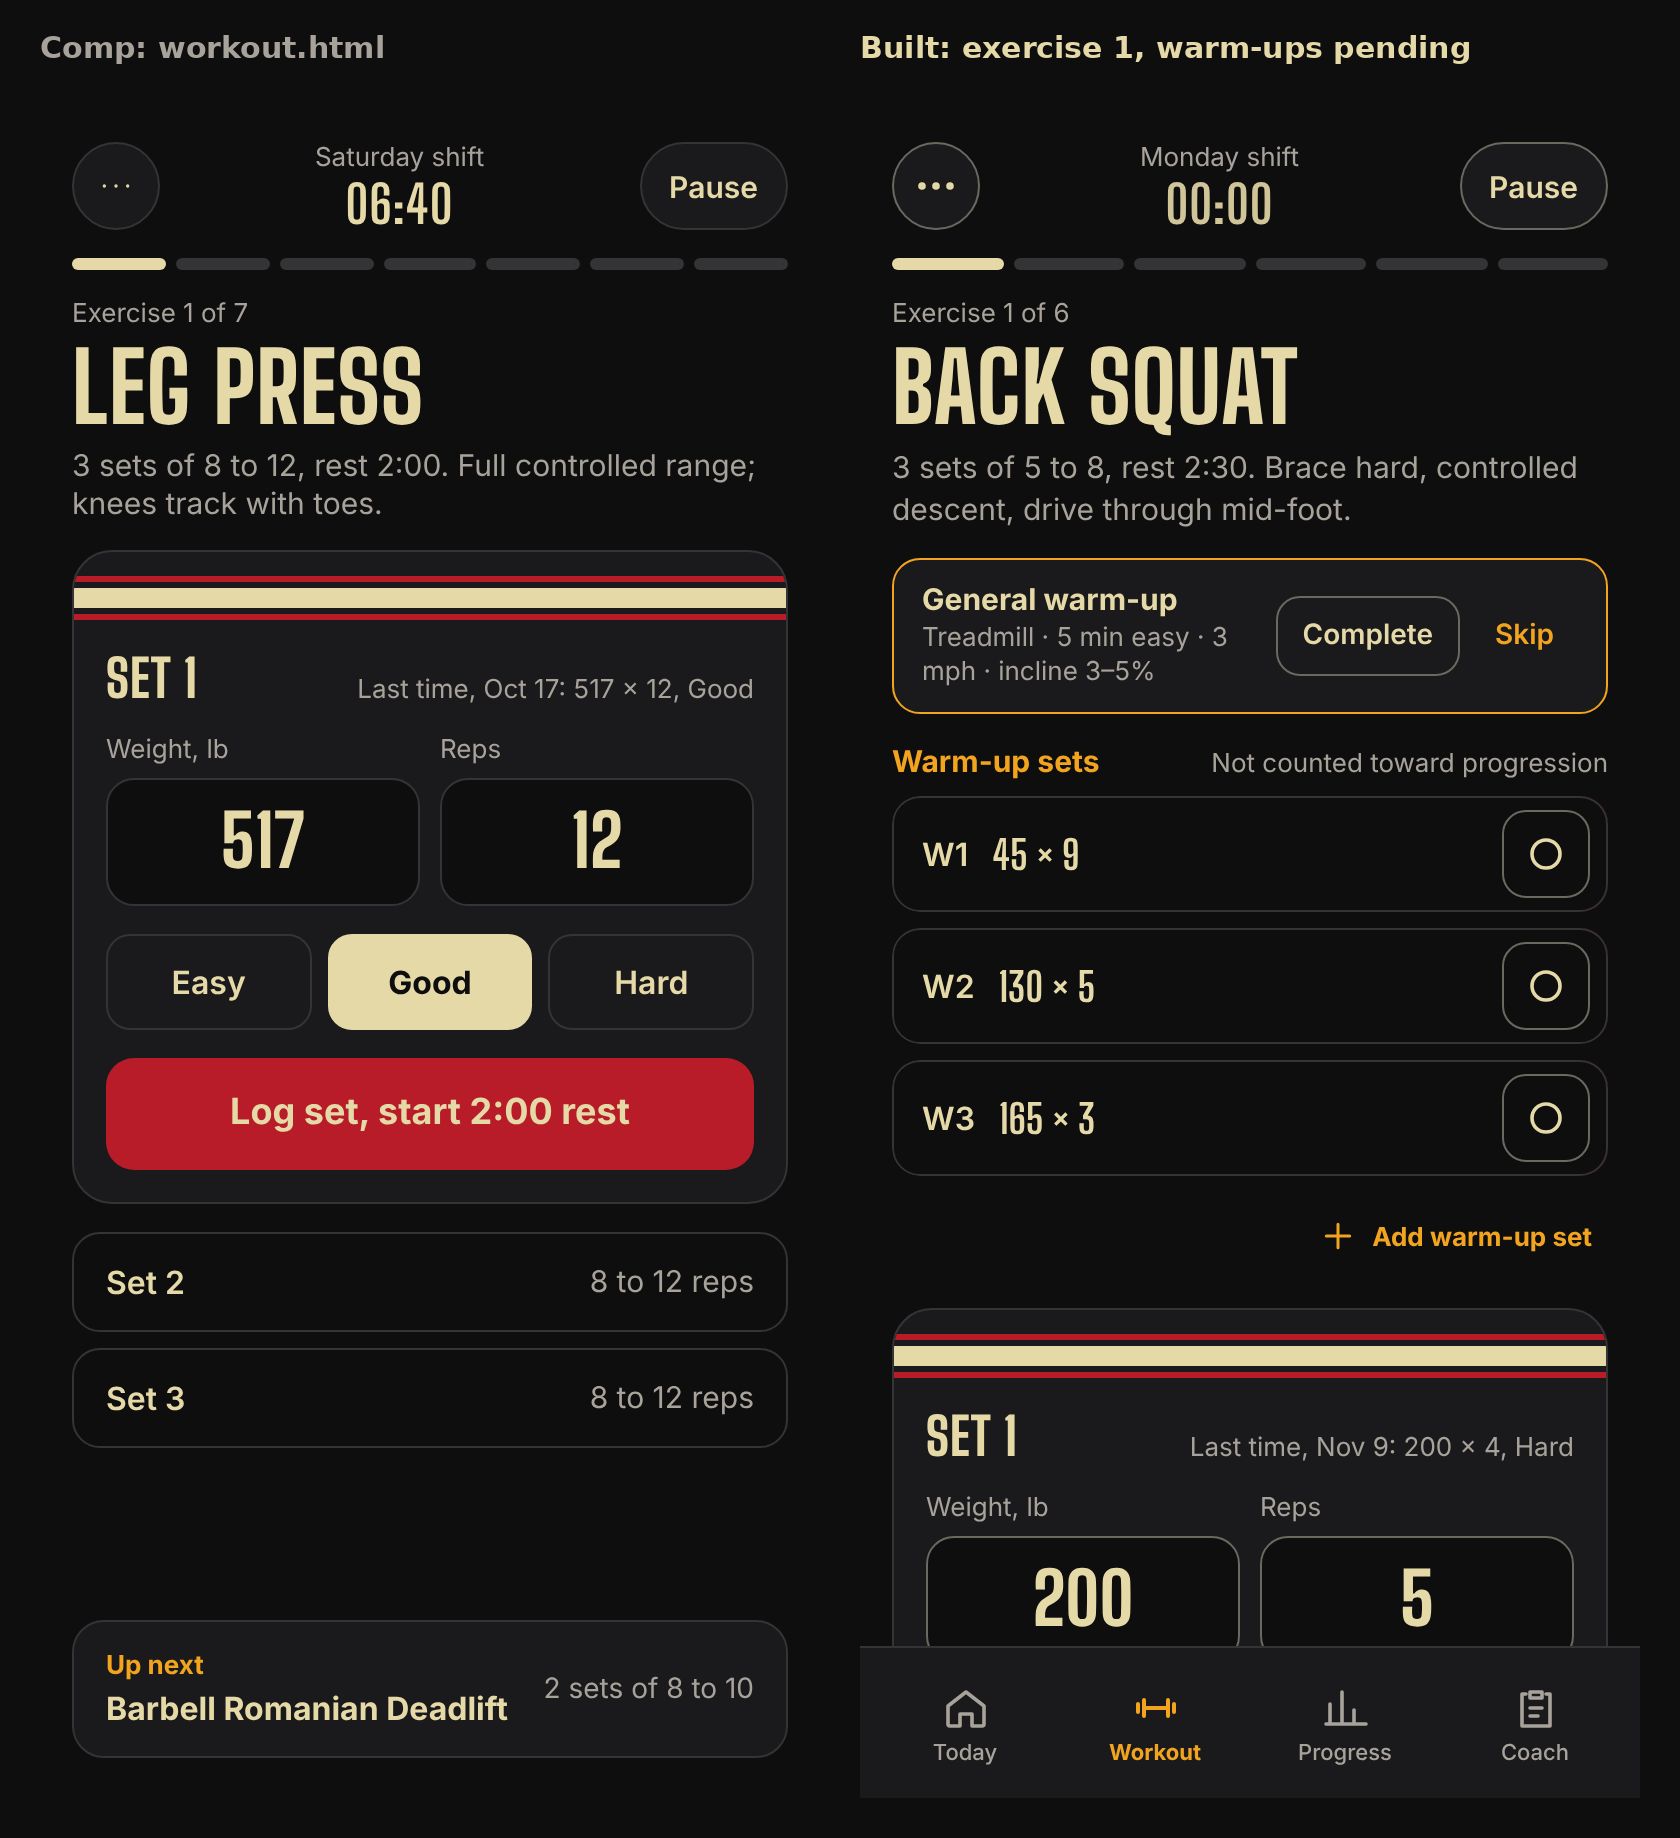 Comp: workout.html
···
Saturday shift
06:40
Pause
Exercise 1 of 7
LEG PRESS
3 sets of 8 to 12, rest 2:00. Full controlled range;
knees track with toes.
SET 1
Last time, Oct 17: 517 × 12, Good
Weight, lb
Reps
517
12
Easy
Good
Hard
Log set, start 2:00 rest
Set 2
8 to 12 reps
Set 3
8 to 12 reps
Up next
Barbell Romanian Deadlift
2 sets of 8 to 10
Built: exercise 1, warm-ups pending
Monday shift
00:00
Pause
Exercise 1 of 6
BACK SQUAT
3 sets of 5 to 8, rest 2:30. Brace hard, controlled
descent, drive through mid-foot.
General warm-up
Treadmill · 5 min easy · 3
mph · incline 3–5%
Complete
Skip
Warm-up sets
Not counted toward progression
W1 45 × 9
W2 130 × 5
W3 165 × 3
+ Add warm-up set
SET 1
Last time, Nov 9: 200 × 4, Hard
Weight, lb
Reps
200
5
Today
Workout
Progress
Coach